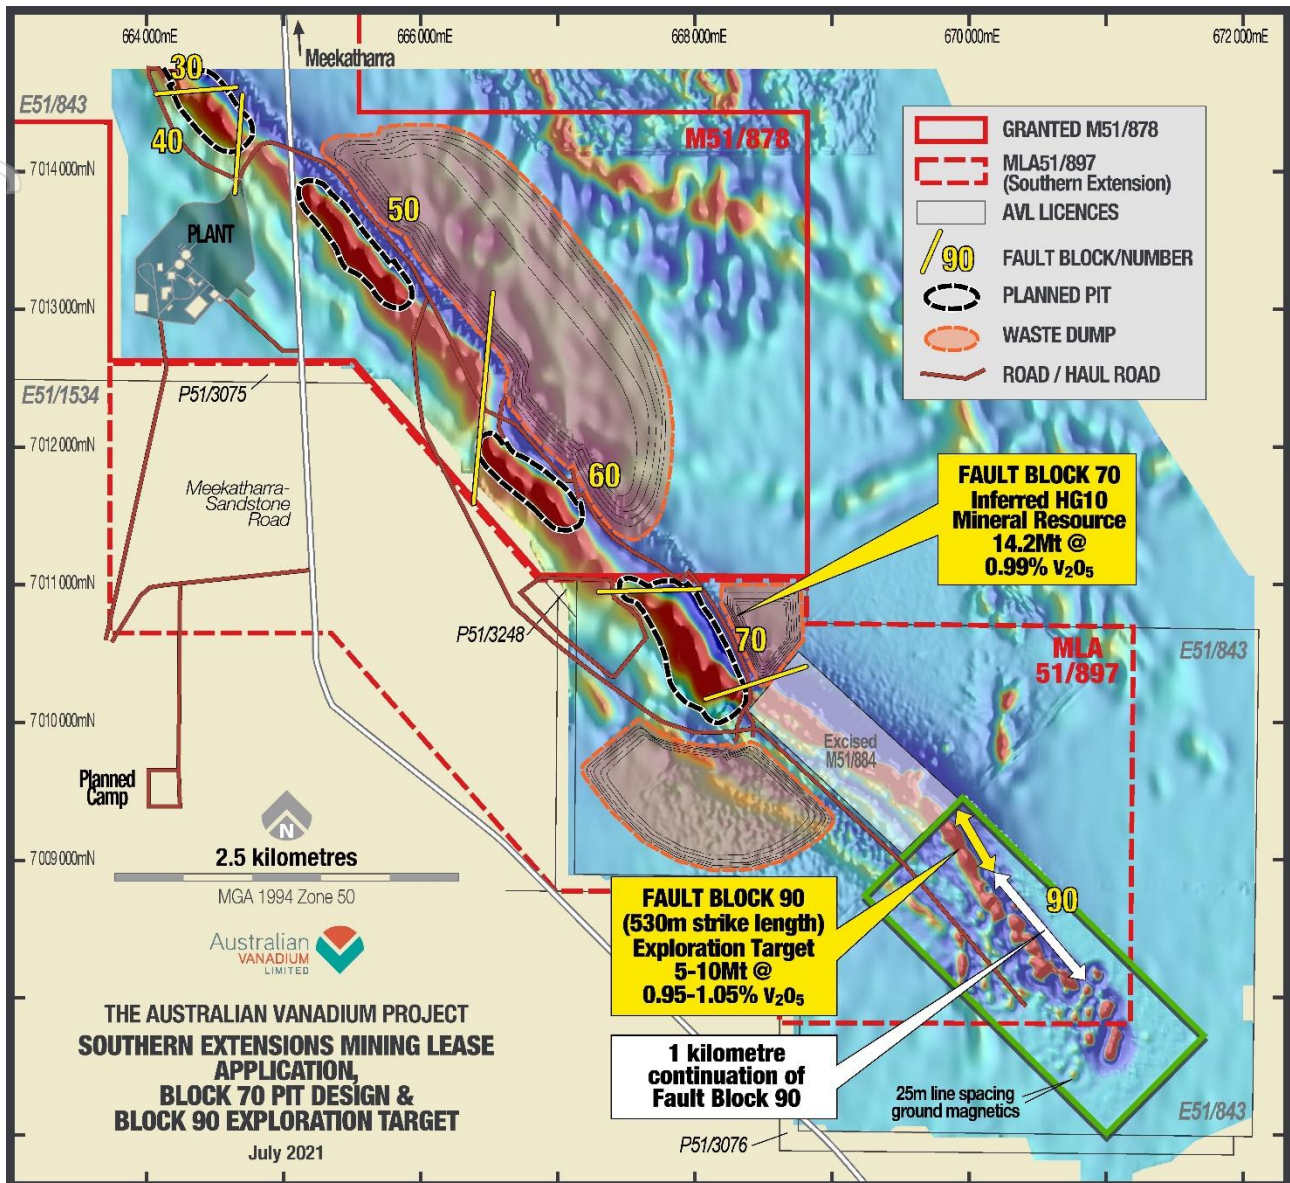 664 000mE
666 000mE
668 000mE
670 000mE
672 000mE
Meekatharra
30
E51/843
40
M51/878
7 014 000mN
50
PLANT
7 013 000mN
P51/3075
E51/1534
7 012 000mN
Meekatharra-
Sandstone
Road
60
GRANTED M51/878
MLA51/897
(Southern Extension)
AVL LICENCES
90
FAULT BLOCK/NUMBER
PLANNED PIT
WASTE DUMP
ROAD / HAUL ROAD
FAULT BLOCK 70
Inferred HG10
Mineral Resource
14.2Mt @
0.99% V₂O₅
7 011 000mN
P51/3248
70
MLA
51/897
E51/843
7 010 000mN
Excised
M51/884
Planned
Camp
N
2.5 kilometres
7 009 000mN
MGA 1994 Zone 50
FAULT BLOCK 90
(530m strike length)
Exploration Target
5-10Mt @
0.95-1.05% V₂O₅
90
Australian
VANADIUM
LIMITED
1 kilometre
continuation of
Fault Block 90
25m line spacing
ground magnetics
E51/843
P51/3076
THE AUSTRALIAN VANADIUM PROJECT
SOUTHERN EXTENSIONS MINING LEASE
APPLICATION,
BLOCK 70 PIT DESIGN &
BLOCK 90 EXPLORATION TARGET
July 2021